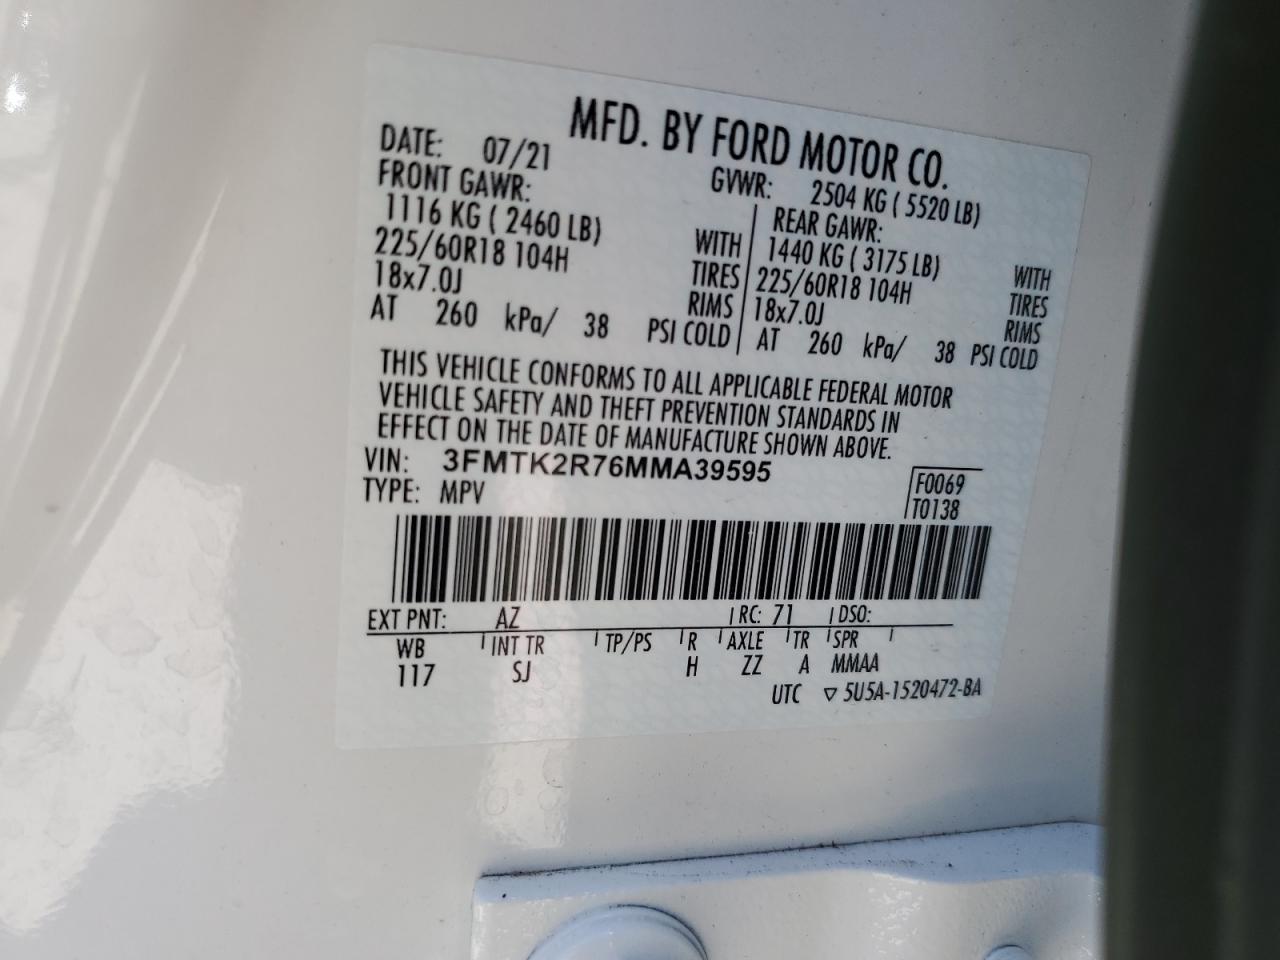 MFD. BY FORD MOTOR CO.
DATE: 07/21 GVWR: 2504 KG ( 5520 LB)
FRONT GAWR: REAR GAWR:
1116 KG ( 2460 LB) WITH 1440 KG ( 3175 LB) WITH
225/60R18 104H TIRES 225/60R18 104H TIRES
18x7.0J RIMS 18x7.0J RIMS
AT 260 kPa/ 38 PSI COLD AT 260 kPa/ 38 PSI COLD
THIS VEHICLE CONFORMS TO ALL APPLICABLE FEDERAL MOTOR
VEHICLE SAFETY AND THEFT PREVENTION STANDARDS IN
EFFECT ON THE DATE OF MANUFACTURE SHOWN ABOVE.
VIN: 3FMTK2R76MMA39595
TYPE: MPV
F0069
T0138
EXT PNT: AZ RC: 71 DSO:
WB INT TR TP/PS R AXLE TR SPR
117 SJ H ZZ A MMAA
UTC ▽ 5U5A-1520472-BA